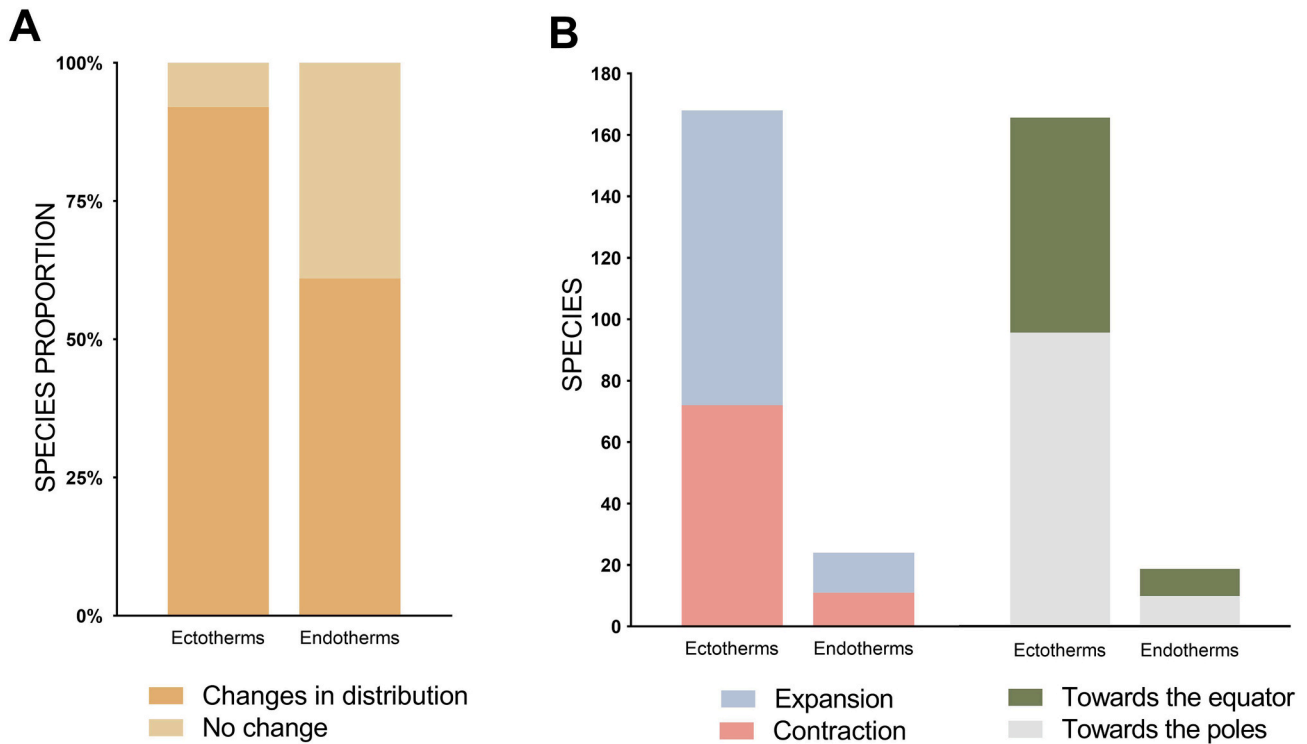 A
100%
75%
50%
25%
0%
SPECIES PROPORTION
Ectotherms Endotherms
Changes in distribution
No change
B
180
160
140
120
100
80
60
40
20
0
SPECIES
Ectotherms Endotherms Ectotherms Endotherms
Expansion
Contraction
Towards the equator
Towards the poles